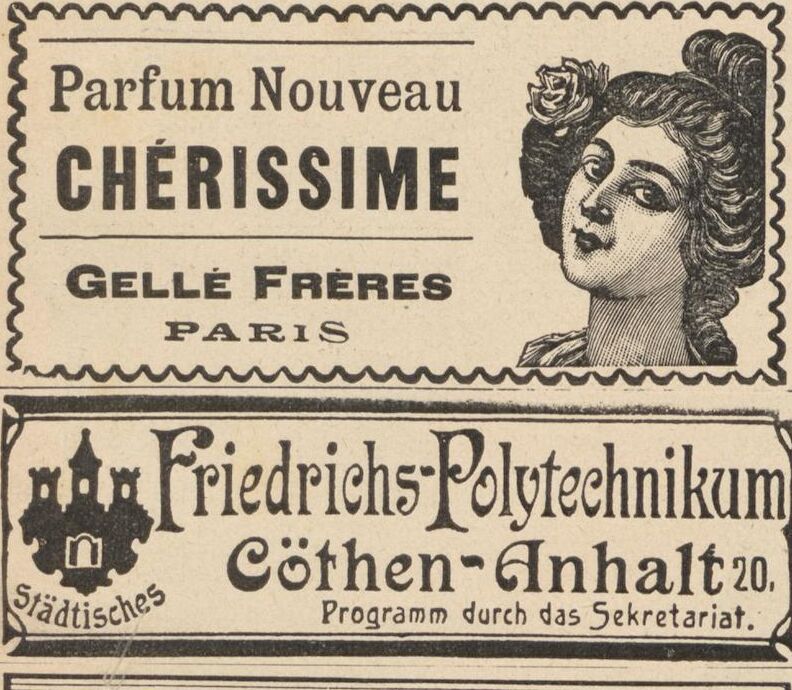 Parfum Nouveau
CHÉRISSIME
GELLÉ FRÈRES
PARIS
Städtisches
Friedrichs-Polytechnikum
Cöthen-Anhalt 20.
Programm durch das Sekretariat.